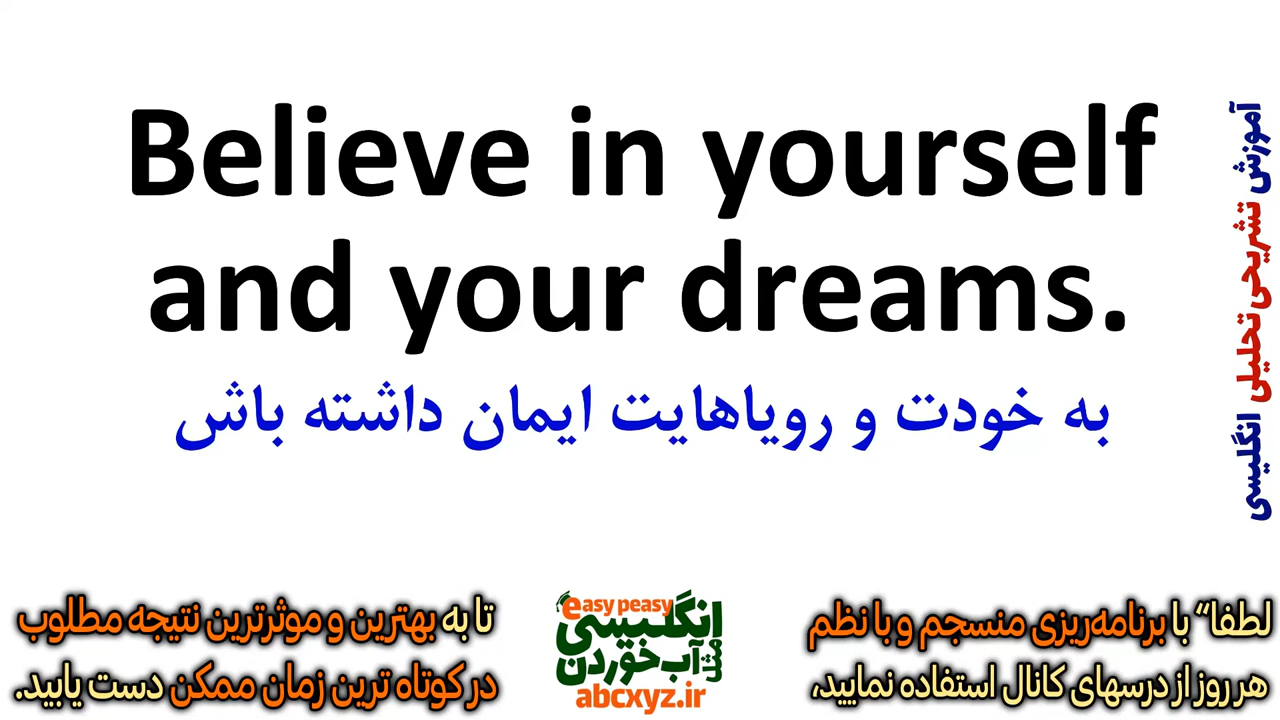 Believe in yourself
and your dreams.
به خودت و رویاهایت ایمان داشته باش
آموزش تشریحی تحلیلی انگلیسی
لطفا“ با برنامه‌ریزی منسجم و با نظم
هر روز از درسهای کانال استفاده نمایید،
تا به بهترین و موثرترین نتیجه مطلوب
در کوتاه ترین زمان ممکن دست یابید.
easy peasy
انگلیسی
مثل آب خوردن
abcxyz.ir